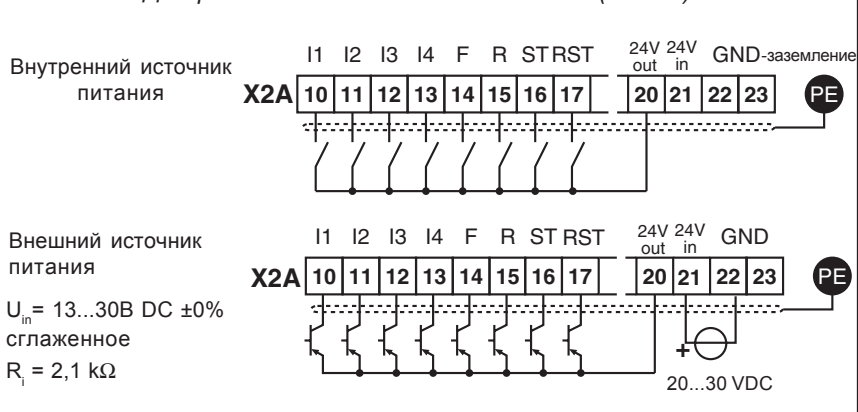 I1 I2 I3 I4 F R ST RST 24V out 24V in GND-заземление
Внутренний источник
питания
X2A 10 11 12 13 14 15 16 17 20 21 22 23 PE
I1 I2 I3 I4 F R ST RST 24V out 24V in GND
Внешний источник
питания
X2A 10 11 12 13 14 15 16 17 20 21 22 23 PE
Uin= 13...30В DC ±0%
сглаженное
Ri = 2,1 kΩ
+
20...30 VDC